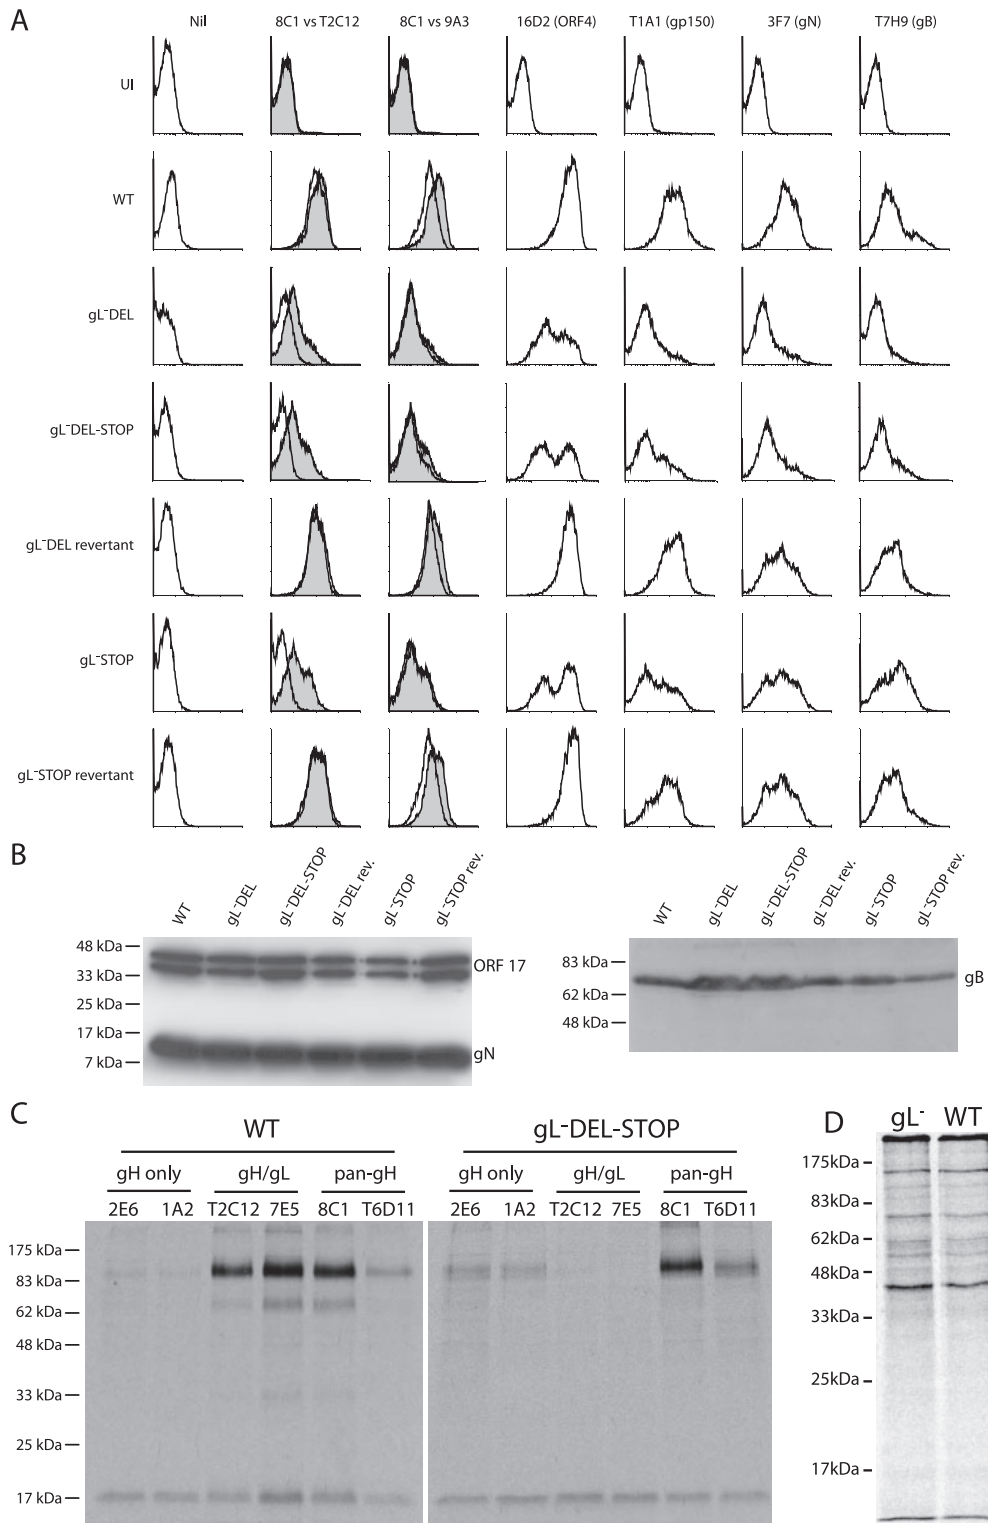 A
Nil
8C1 vs T2C12
8C1 vs 9A3
16D2 (ORF4)
T1A1 (gp150)
3F7 (gN)
T7H9 (gB)
UI
WT
gL⁻DEL
gL⁻DEL-STOP
gL⁻DEL revertant
gL⁻STOP
gL⁻STOP revertant
B
WT
gL⁻DEL
gL⁻DEL-STOP
gL⁻DEL rev.
gL⁻STOP
gL⁻STOP rev.
48 kDa
33 kDa
25 kDa
17 kDa
7 kDa
ORF 17
gN
WT
gL⁻DEL
gL⁻DEL-STOP
gL⁻DEL rev.
gL⁻STOP
gL⁻STOP rev.
83 kDa
62 kDa
48 kDa
gB
C
WT
gH only
gH/gL
pan-gH
2E6
1A2
T2C12
7E5
8C1
T6D11
175 kDa
83 kDa
62 kDa
48 kDa
33 kDa
25 kDa
17 kDa
gL⁻DEL-STOP
gH only
gH/gL
pan-gH
2E6
1A2
T2C12
7E5
8C1
T6D11
D
gL⁻
WT
175kDa
83kDa
62kDa
48kDa
33kDa
25kDa
17kDa